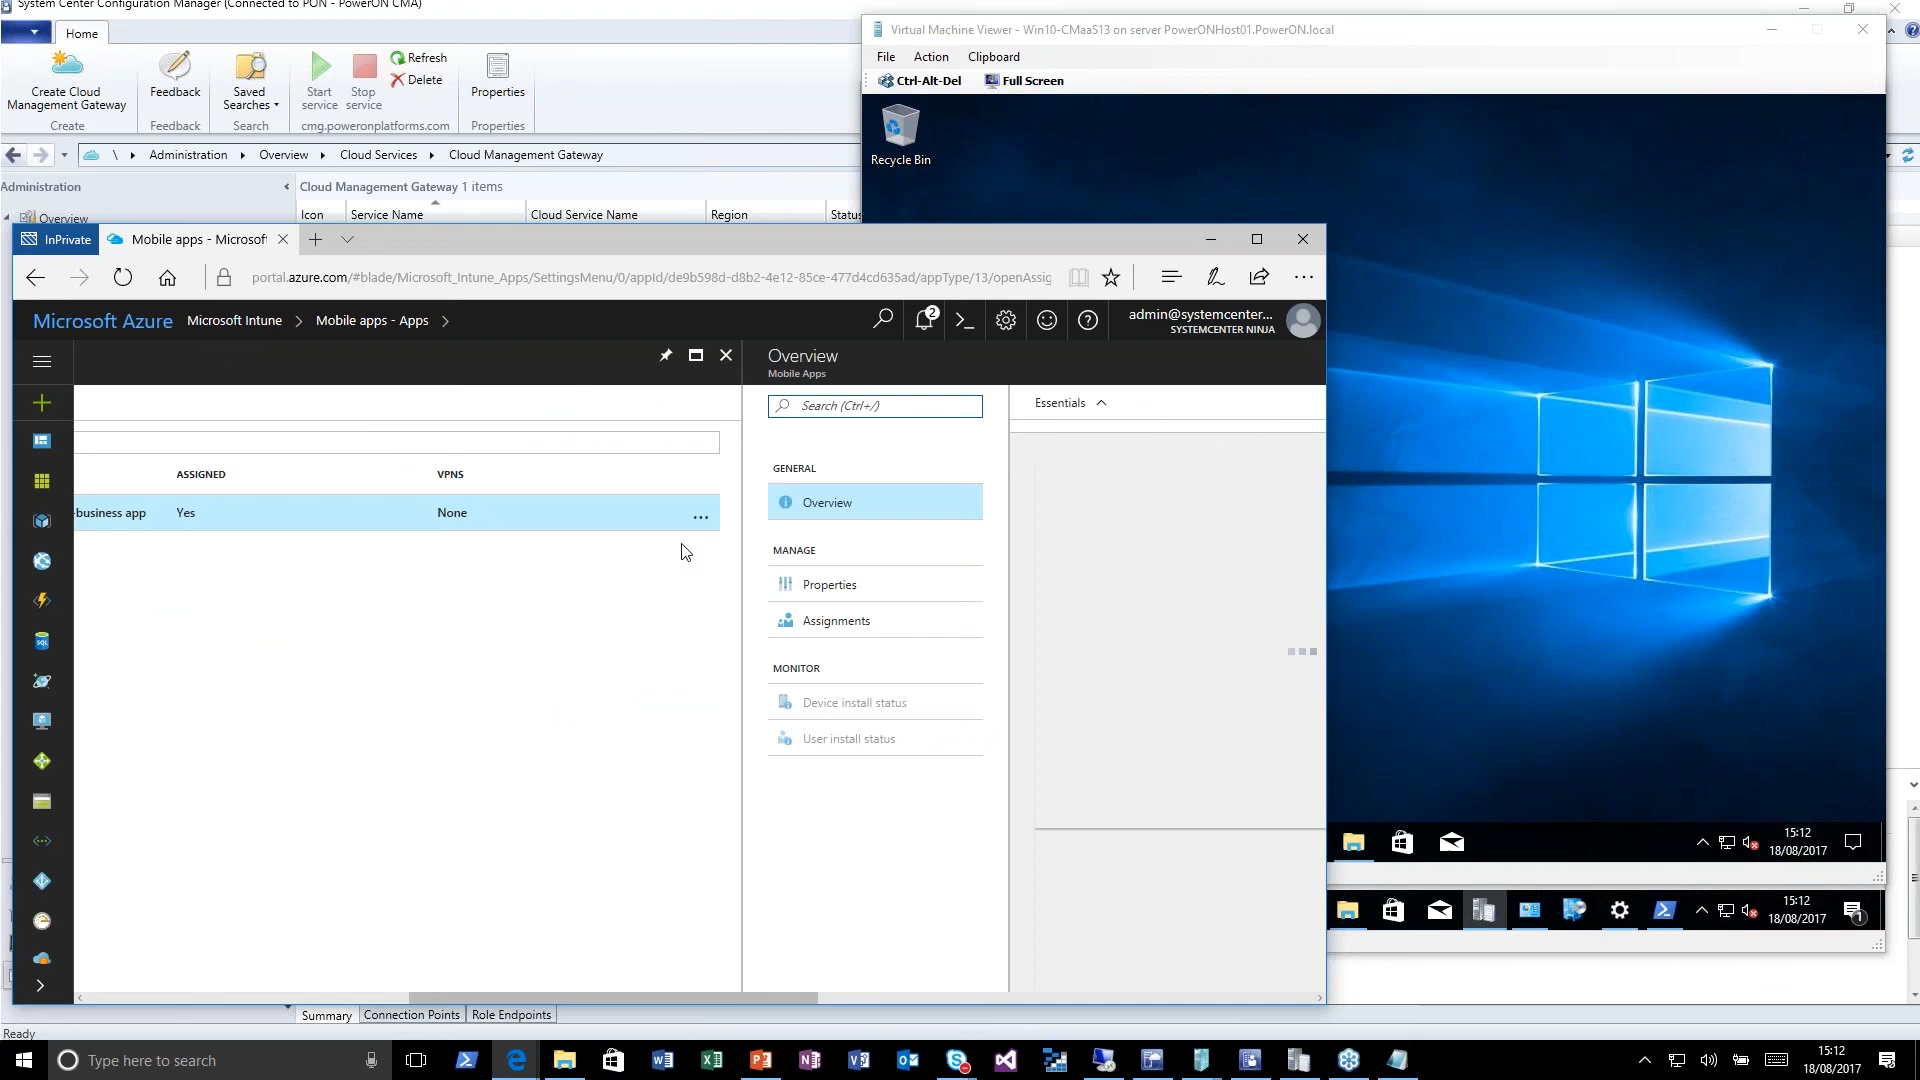 System Center Configuration Manager (Connected to PON - PowerON CMA)
Home
Create Cloud
Management Gateway
Create
Feedback
Feedback
Saved
Searches
Search
Start
service
Stop
service
Refresh
Delete
cmg.poweronplatforms.com
Properties
Properties
\ Administration Overview Cloud Services Cloud Management Gateway
Administration
Overview
Cloud Management Gateway 1 items
Icon Service Name Cloud Service Name Region Status
Virtual Machine Viewer - Win10-CMaaS13 on server PowerONHost01.PowerON.local
File Action Clipboard
Ctrl-Alt-Del Full Screen
Recycle Bin
InPrivate
Mobile apps - Microsoft
portal.azure.com/#blade/Microsoft_Intune_Apps/SettingsMenu/0/appId/de9b598d-d8b2-4e12-85ce-477d4cd635ad/appType/13/openAssig
Microsoft Azure Microsoft Intune Mobile apps - Apps
2
admin@systemcenter...
SYSTEMCENTER NINJA
Overview
Mobile Apps
Search (Ctrl+/)
Essentials
ASSIGNED VPNS
-business app Yes None ...
GENERAL
Overview
MANAGE
Properties
Assignments
MONITOR
Device install status
User install status
SQL
15:12
18/08/2017
15:12
18/08/2017
1
Summary Connection Points Role Endpoints
Ready
Type here to search
15:12
18/08/2017